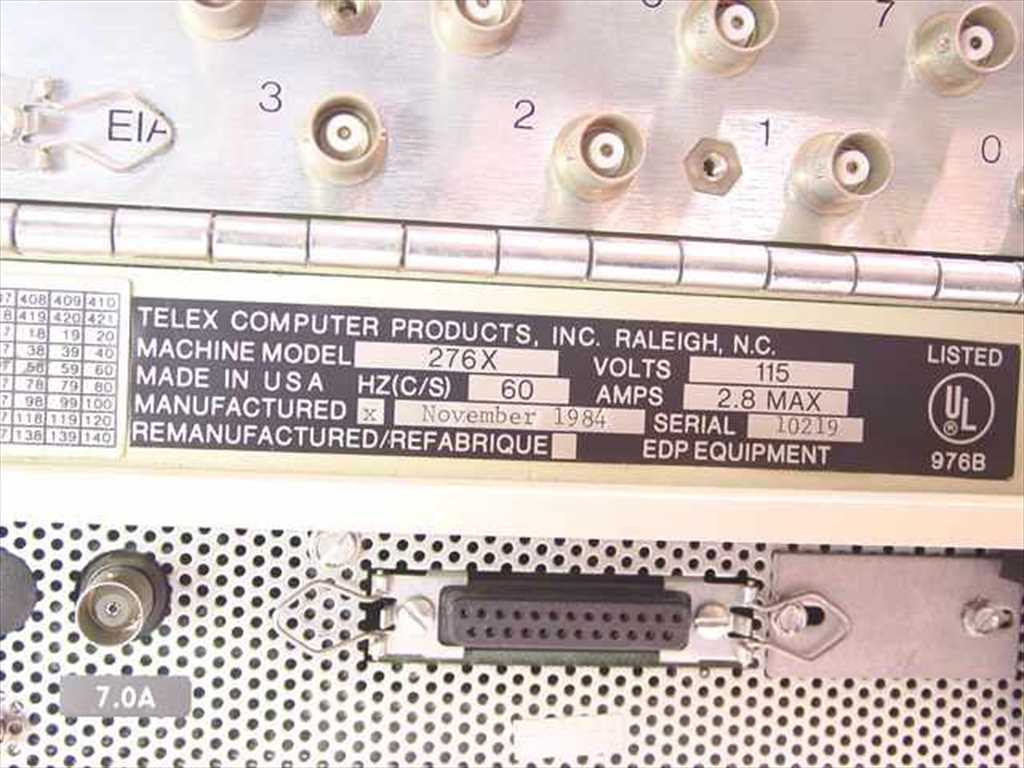 7
3
2
1
0
EIA
408 409 410
419 420 421
18 19 20
38 39 40
58 59 60
78 79 80
98 99 100
118 119 120
138 139 140
TELEX COMPUTER PRODUCTS, INC. RALEIGH, N.C.
MACHINE MODEL 276X VOLTS 115
MADE IN USA HZ(C/S) 60 AMPS 2.8 MAX
MANUFACTURED x November 1984 SERIAL 10219
REMANUFACTURED/REFABRIQUE EDP EQUIPMENT
LISTED
UL
®
976B
7.0A